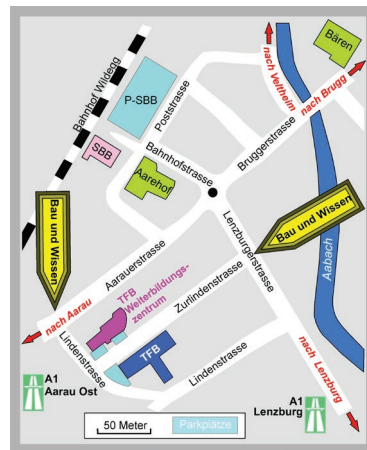 Bären
nach Veltheim
nach Brugg
Bahnhof Wildegg
P-SBB
Poststrasse
SBB
Bahnhofstrasse
Bruggerstrasse
Aarehof
Bau und Wissen
Bau und Wissen
Aarauerstrasse
Lenzburgerstrasse
Aabach
TFB
Weiterbildungs-
zentrum
Zurlindenstrasse
nach Aarau
TFB
Lindenstrasse
Lindenstrasse
nach Lenzburg
A1
Aarau Ost
A1
Lenzburg
50 Meter
Parkplätze